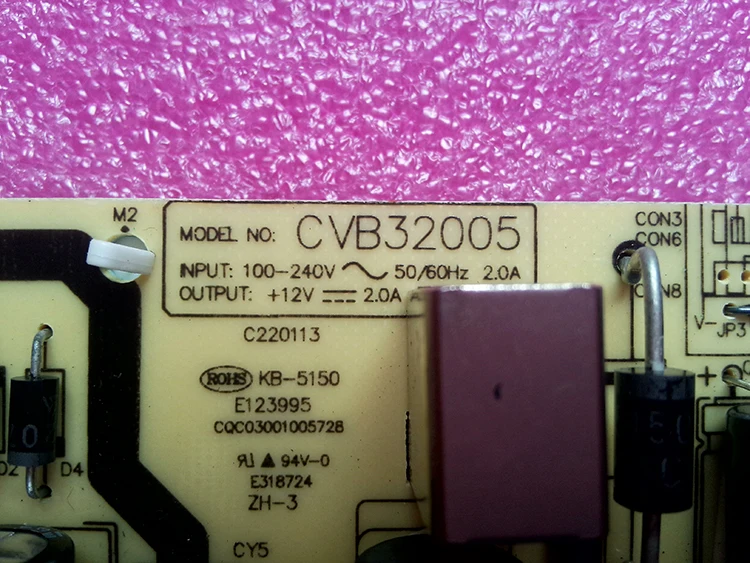 M2
MODEL NO: CVB32005
INPUT: 100-240V ~ 50/60Hz 2.0A
OUTPUT: +12V ⎓ 2.0A
C220113
ROHS KB-5150
E123995
CQC03001005728
94V-0
E318724
ZH-3
CY5
D2 D4
0
CON3
CON6
V-
JP3
+